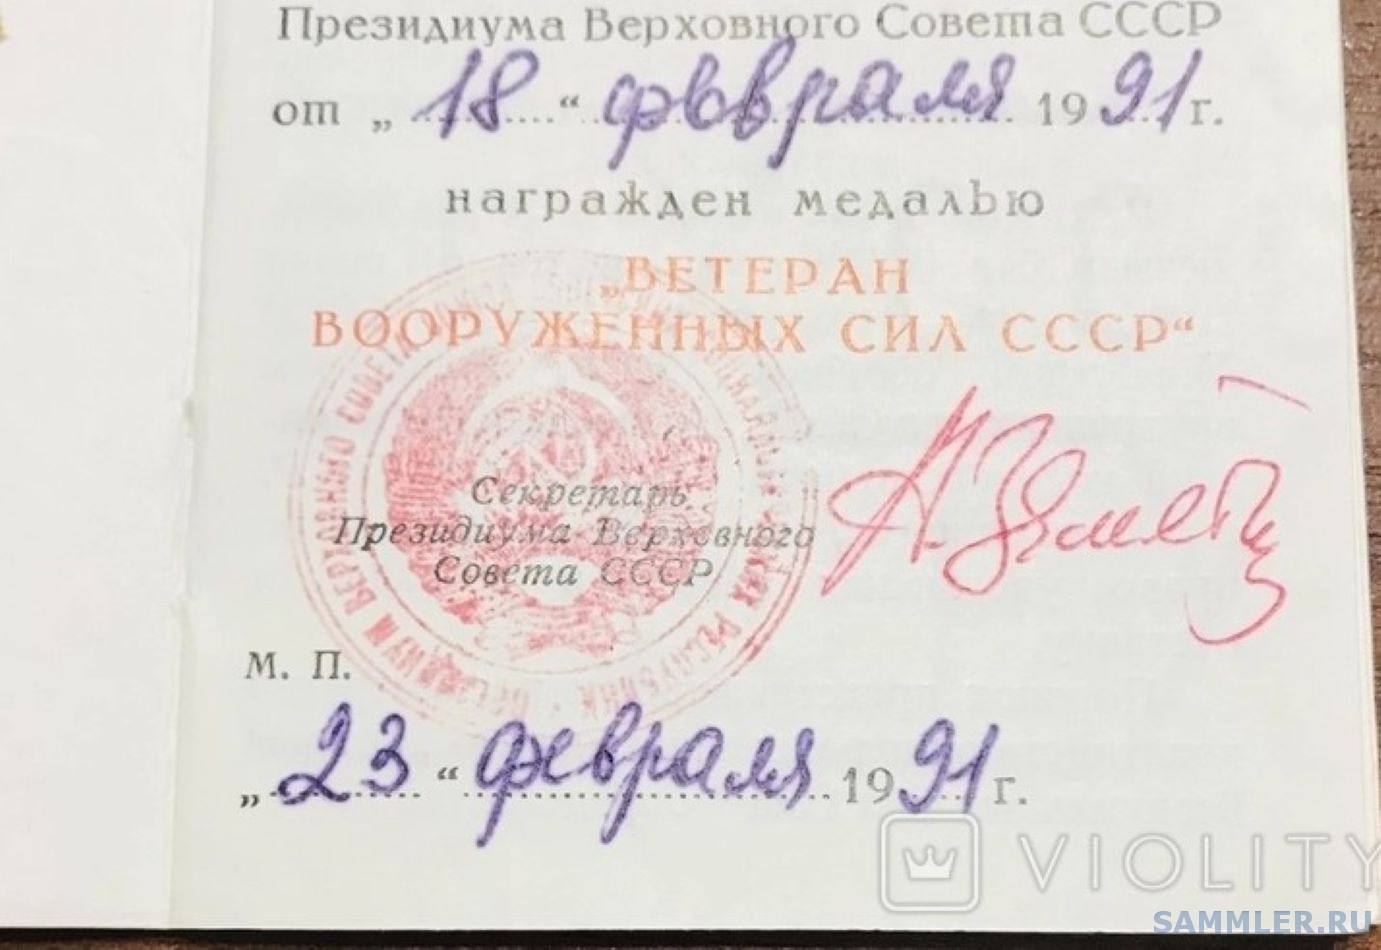 Президиума Верховного Совета СССР
от „ 18 “ февраля 1991 г.
награжден медалью
„ВЕТЕРАН
ВООРУЖЕННЫХ СИЛ СССР“
Секретарь
Президиума Верховного
Совета СССР
М. П.
„ 23 “ февраля 1991 г.
VIOLITY
SAMMLER.RU